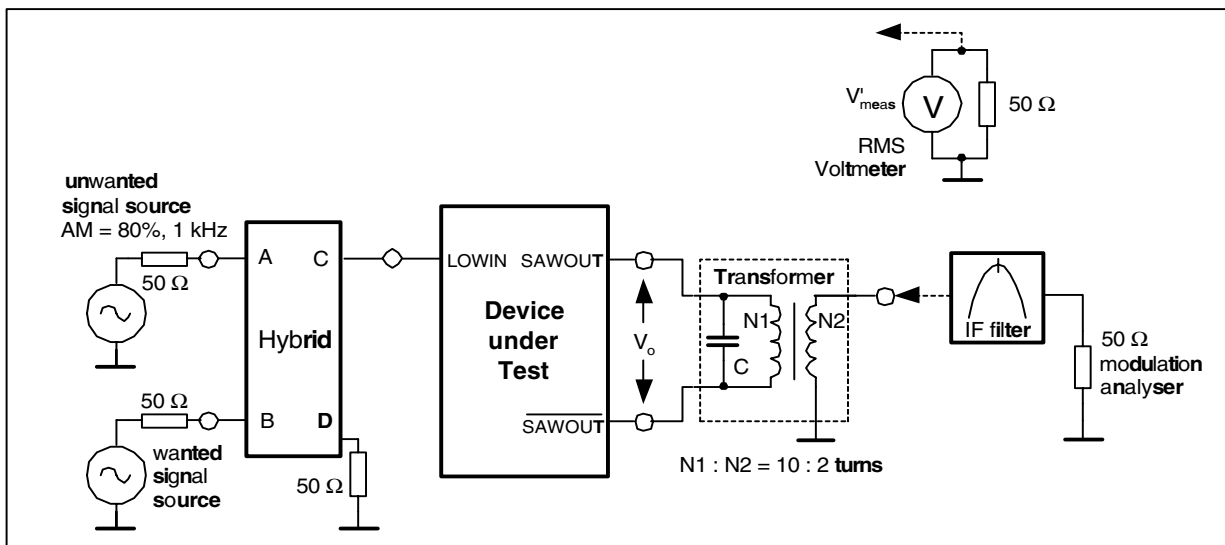 V'meas
V
50 Ω
RMS
Voltmeter
unwanted
signal source
AM = 80%, 1 kHz
50 Ω
A
C
Hybrid
50 Ω
B
D
wanted
signal
source
50 Ω
LOWIN
SAWOUT
Device
under
Test
SAWOUT
Vo
Transformer
N1
N2
C
N1 : N2 = 10 : 2 turns
IF filter
50 Ω
modulation
analyser